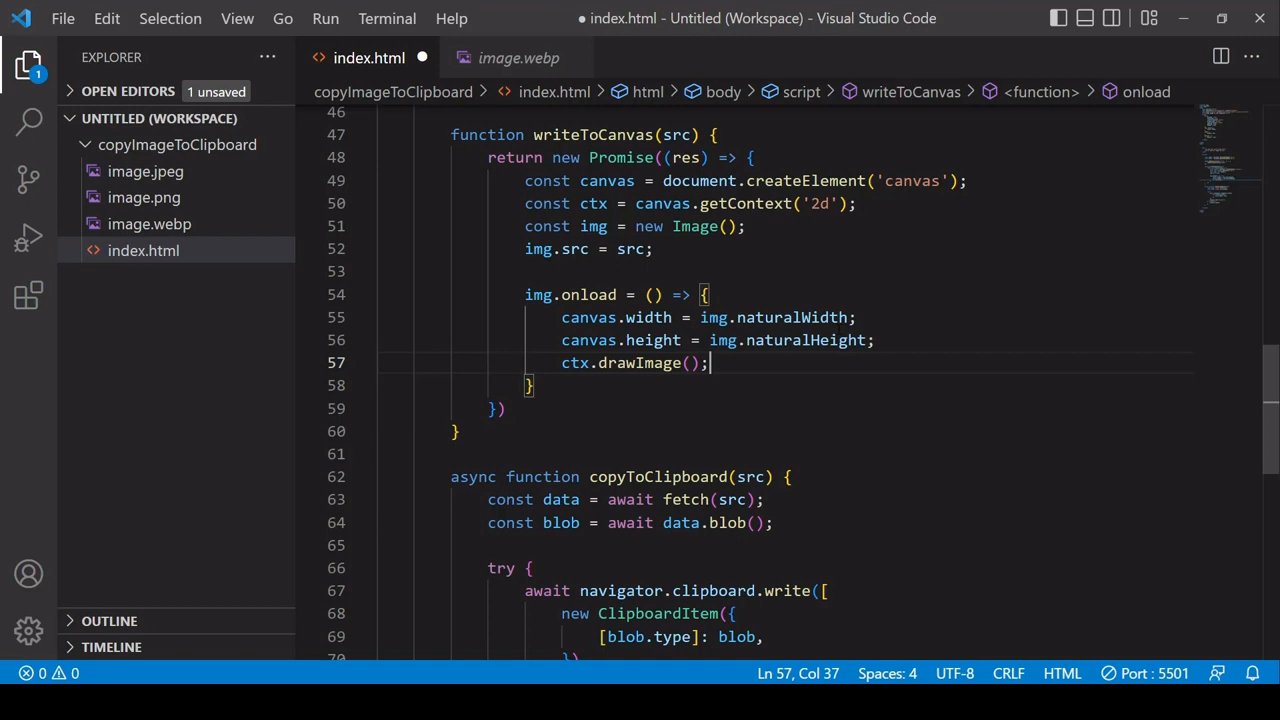 File Edit Selection View Go Run Terminal Help ● index.html - Untitled (Workspace) - Visual Studio Code
EXPLORER ···
1
OPEN EDITORS 1 unsaved
UNTITLED (WORKSPACE)
copyImageToClipboard
image.jpeg
image.png
image.webp
index.html
OUTLINE
TIMELINE
index.html ● image.webp
copyImageToClipboard > index.html > html > body > script > writeToCanvas > <function> > onload
46
47 function writeToCanvas(src) {
48 return new Promise((res) => {
49 const canvas = document.createElement('canvas');
50 const ctx = canvas.getContext('2d');
51 const img = new Image();
52 img.src = src;
53
54 img.onload = () => {
55 canvas.width = img.naturalWidth;
56 canvas.height = img.naturalHeight;
57 ctx.drawImage();
58 }
59 })
60 }
61
62 async function copyToClipboard(src) {
63 const data = await fetch(src);
64 const blob = await data.blob();
65
66 try {
67 await navigator.clipboard.write([
68 new ClipboardItem({
69 [blob.type]: blob,
70 })
0 0 Ln 57, Col 37 Spaces: 4 UTF-8 CRLF HTML Port : 5501